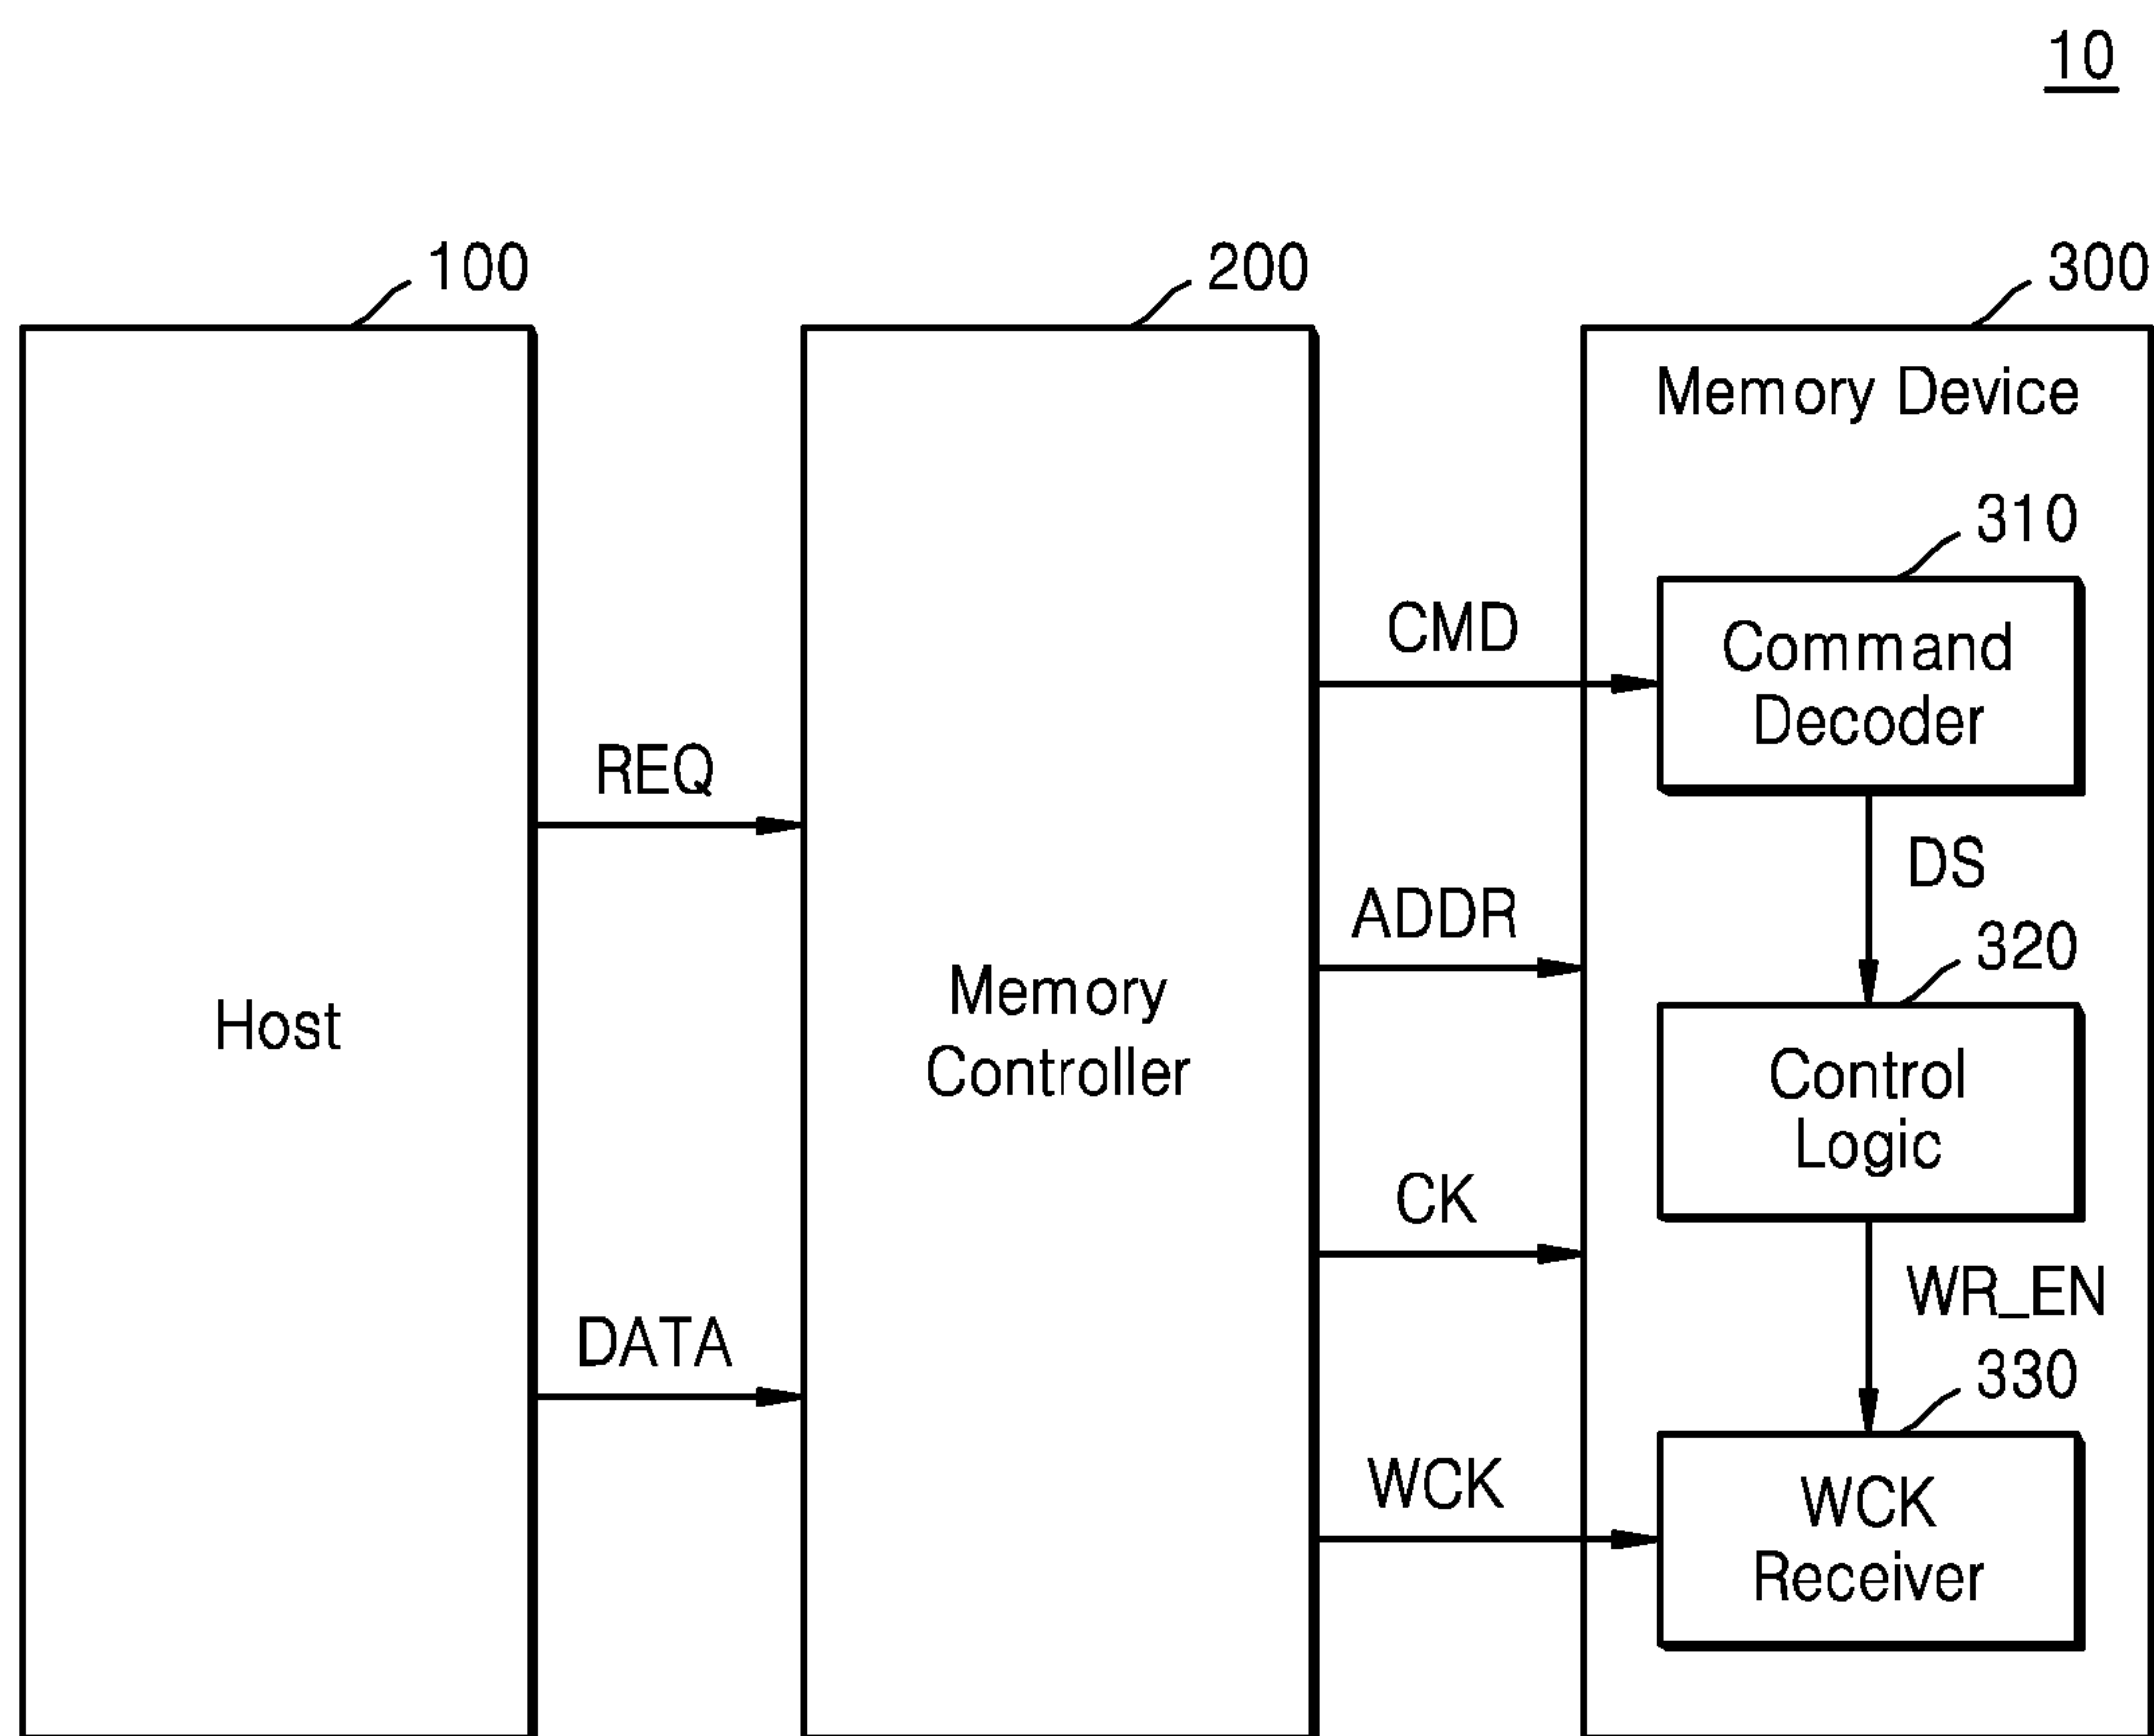 10
100
200
300
Memory Device
310
CMD
Command
Decoder
REQ
DS
ADDR
320
Host
Memory
Controller
Control
Logic
CK
WR_EN
DATA
330
WCK
WCK
Receiver